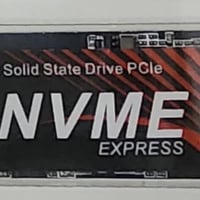 Solid State Drive PCIe
NVME
EXPRESS